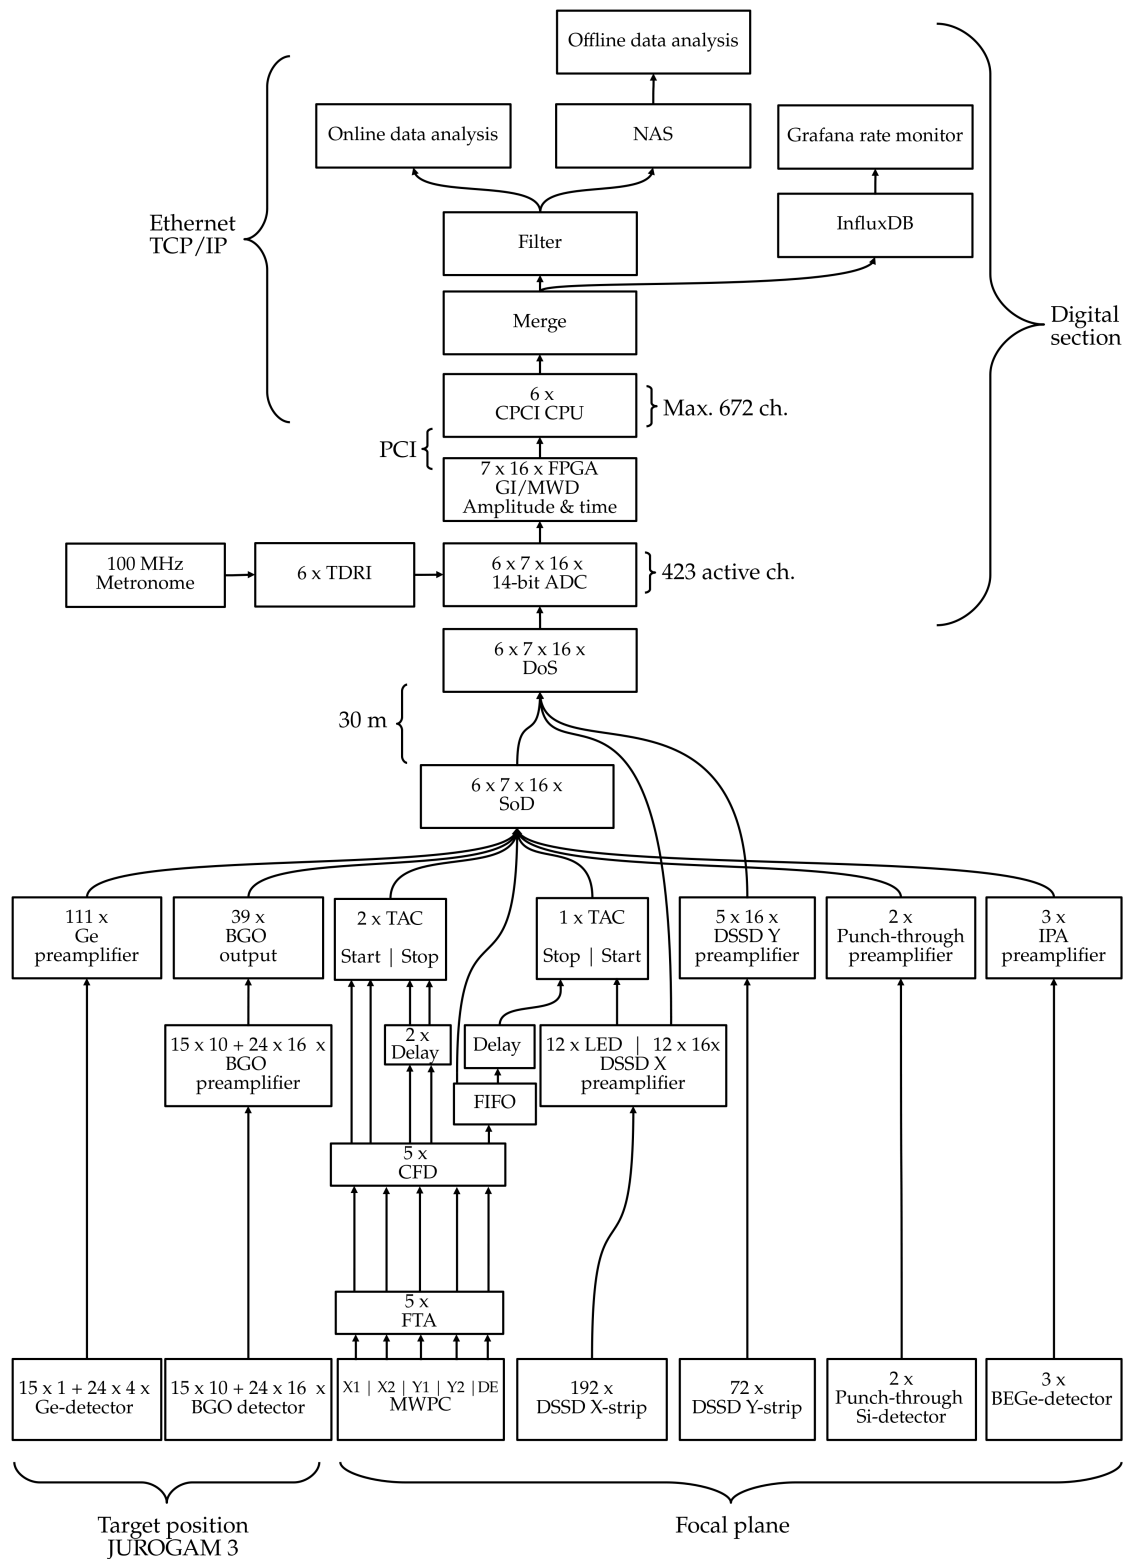 Offline data analysis
Online data analysis
NAS
Grafana rate monitor
Ethernet
TCP/IP
Filter
InfluxDB
Merge
Digital
section
6 x
CPCI CPU
Max. 672 ch.
PCI
7 x 16 x FPGA
GI/MWD
Amplitude & time
100 MHz
Metronome
6 x TDRI
6 x 7 x 16 x
14-bit ADC
423 active ch.
6 x 7 x 16 x
DoS
30 m
6 x 7 x 16 x
SoD
111 x
Ge
preamplifier
39 x
BGO
output
2 x TAC
Start | Stop
1 x TAC
Stop | Start
5 x 16 x
DSSD Y
preamplifier
2 x
Punch-through
preamplifier
3 x
IPA
preamplifier
15 x 10 + 24 x 16 x
BGO
preamplifier
2 x
Delay
Delay
12 x LED | 12 x 16x
DSSD X
preamplifier
FIFO
5 x
CFD
5 x
FTA
15 x 1 + 24 x 4 x
Ge-detector
15 x 10 + 24 x 16 x
BGO detector
X1 | X2 | Y1 | Y2 |DE
MWPC
192 x
DSSD X-strip
72 x
DSSD Y-strip
2 x
Punch-through
Si-detector
3 x
BEGe-detector
Target position
JUROGAM 3
Focal plane